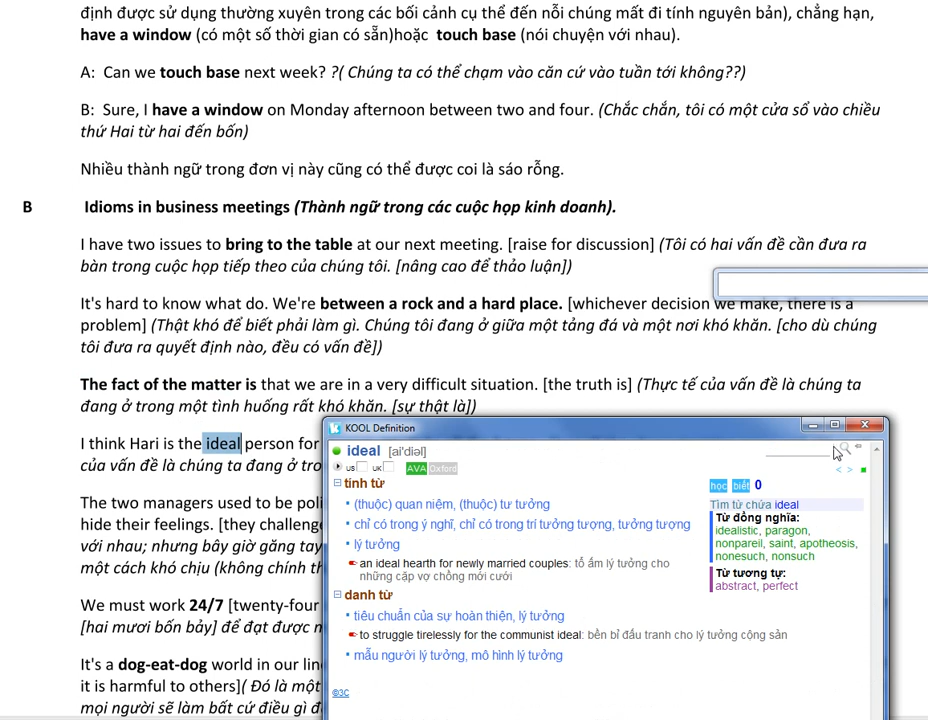 định được sử dụng thường xuyên trong các bối cảnh cụ thể đến nỗi chúng mất đi tính nguyên bản), chẳng hạn,
have a window (có một số thời gian có sẵn)hoặc touch base (nói chuyện với nhau).
A: Can we touch base next week? ?( Chúng ta có thể chạm vào căn cứ vào tuần tới không??)
B: Sure, I have a window on Monday afternoon between two and four. (Chắc chắn, tôi có một cửa sổ vào chiều
thứ Hai từ hai đến bốn)
Nhiều thành ngữ trong đơn vị này cũng có thể được coi là sáo rỗng.
B Idioms in business meetings (Thành ngữ trong các cuộc họp kinh doanh).
I have two issues to bring to the table at our next meeting. [raise for discussion] (Tôi có hai vấn đề cần đưa ra
bàn trong cuộc họp tiếp theo của chúng tôi. [nâng cao để thảo luận])
It's hard to know what do. We're between a rock and a hard place. [whichever decision we make, there is a
problem] (Thật khó để biết phải làm gì. Chúng tôi đang ở giữa một tảng đá và một nơi khó khăn. [cho dù chúng
tôi đưa ra quyết định nào, đều có vấn đề])
The fact of the matter is that we are in a very difficult situation. [the truth is] (Thực tế của vấn đề là chúng ta
đang ở trong một tình huống rất khó khăn. [sự thật là])
I think Hari is the ideal person for
của vấn đề là chúng ta đang ở tro
The two managers used to be poli
hide their feelings. [they challeng
với nhau; nhưng bây giờ găng tay
một cách khó chịu (không chính th
We must work 24/7 [twenty-four
[hai mươi bốn bảy] để đạt được n
It's a dog-eat-dog world in our lin
it is harmful to others]( Đó là một
mọi người sẽ làm bất cứ điều gì đ
KOOL Definition
ideal [ai'diəl]
US UK AVA Oxford
tính từ
(thuộc) quan niệm, (thuộc) tư tưởng
chỉ có trong ý nghĩ, chỉ có trong trí tưởng tượng, tưởng tượng
lý tưởng
an ideal hearth for newly married couples: tổ ấm lý tưởng cho
những cặp vợ chồng mới cưới
danh từ
tiêu chuẩn của sự hoàn thiện, lý tưởng
to struggle tirelessly for the communist ideal: bền bỉ đấu tranh cho lý tưởng cộng sản
mẫu người lý tưởng, mô hình lý tưởng
©3C
< >
học biết 0
Tìm từ chứa ideal
Từ đồng nghĩa:
idealistic, paragon,
nonpareil, saint, apotheosis,
nonesuch, nonsuch
Từ tương tự:
abstract, perfect